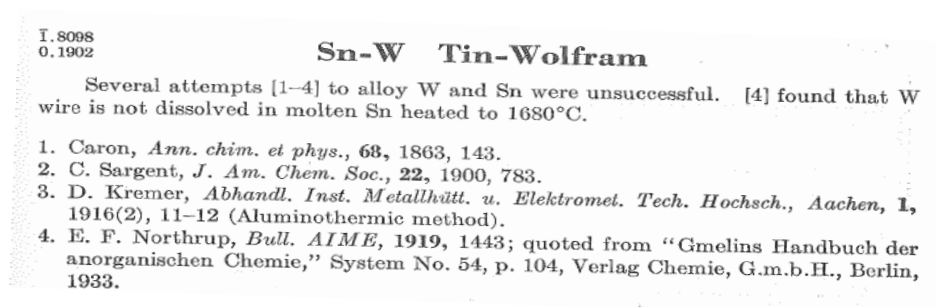 1̄.8098
0.1902
Sn-W Tin-Wolfram
Several attempts [1–4] to alloy W and Sn were unsuccessful. [4] found that W
wire is not dissolved in molten Sn heated to 1680°C.
1. Caron, Ann. chim. et phys., 68, 1863, 143.
2. C. Sargent, J. Am. Chem. Soc., 22, 1900, 783.
3. D. Kremer, Abhandl. Inst. Metallhütt. u. Elektromet. Tech. Hochsch., Aachen, 1,
1916(2), 11–12 (Aluminothermic method).
4. E. F. Northrup, Bull. AIME, 1919, 1443; quoted from "Gmelins Handbuch der
anorganischen Chemie," System No. 54, p. 104, Verlag Chemie, G.m.b.H., Berlin,
1933.